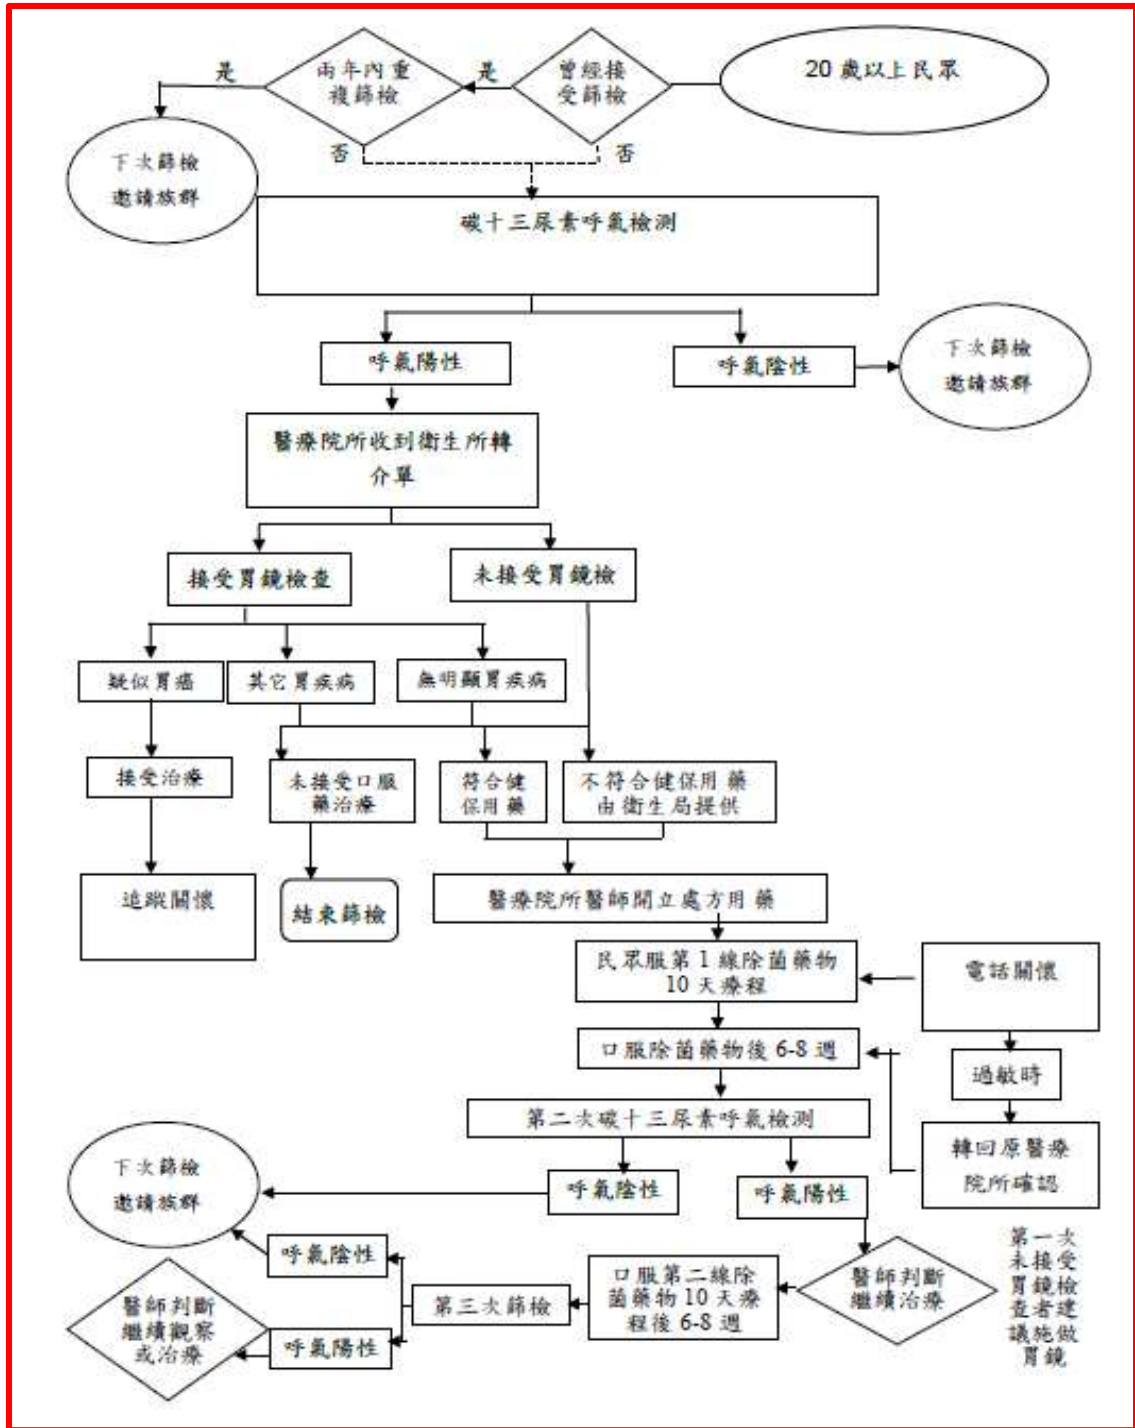 20 歲以上民眾
曾經接
受篩檢
是
兩年內重
複篩檢
是
否
否
下次篩檢
邀請族群
碳十三尿素呼氣檢測
呼氣陽性
呼氣陰性
下次篩檢
邀請族群
醫療院所收到衛生所轉
介單
接受胃鏡檢查
未接受胃鏡檢
疑似胃癌
其它胃疾病
無明顯胃疾病
接受治療
未接受口服
藥治療
符合健
保用藥
不符合健保用藥
由衛生局提供
追蹤關懷
結束篩檢
醫療院所醫師開立處方用藥
民眾服第 1 線除菌藥物
10 天療程
電話關懷
口服除菌藥物後 6-8 週
過敏時
第二次碳十三尿素呼氣檢測
轉回原醫療
院所確認
呼氣陰性
呼氣陽性
下次篩檢
邀請族群
呼氣陰性
醫師判斷
繼續觀察
或治療
呼氣陽性
第三次篩檢
口服第二線除
菌藥物 10 天療
程後 6-8 週
醫師判斷
繼續治療
第一次
未接受
胃鏡檢
查者建
議施做
胃鏡